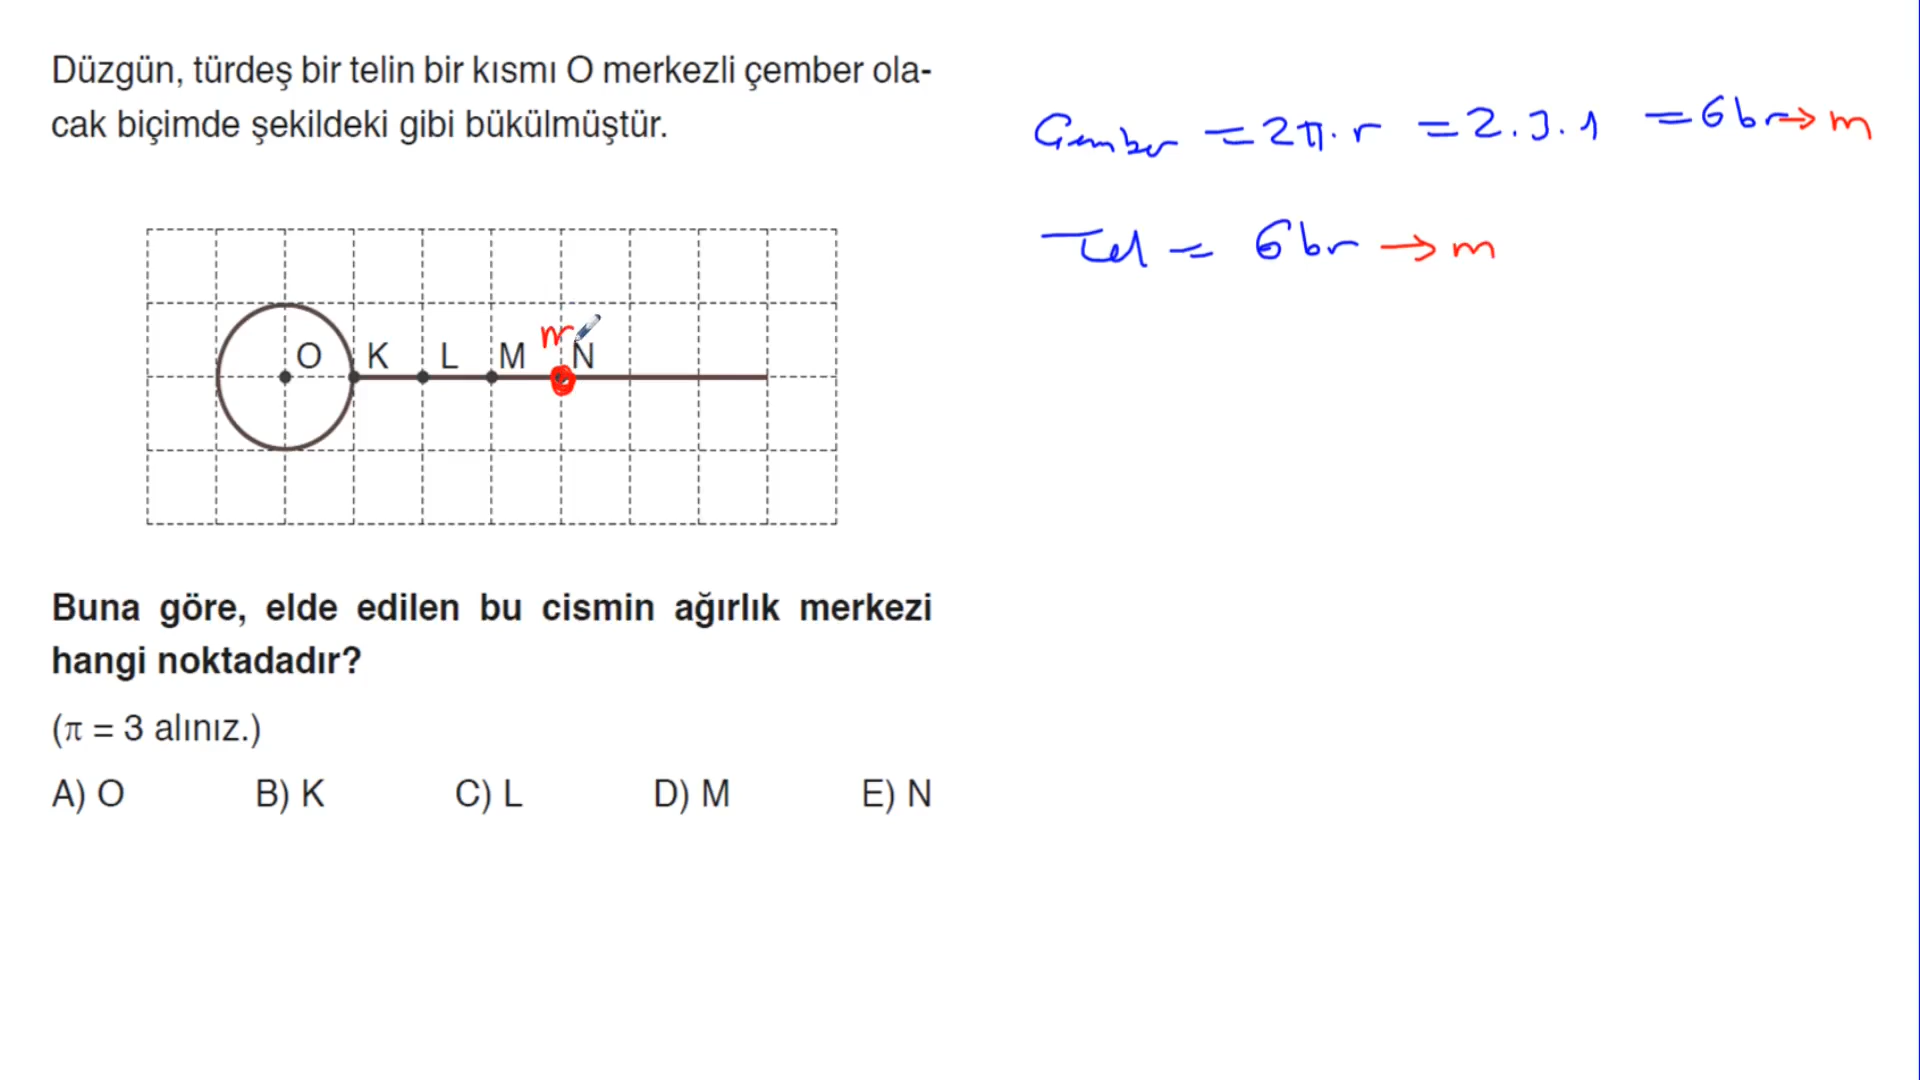 Düzgün, türdeş bir telin bir kısmı O merkezli çember ola-
cak biçimde şekildeki gibi bükülmüştür.
Çember = 2π.r = 2.3.1 = 6br→m
Tel = 6br → m
m
O K L M N
Buna göre, elde edilen bu cismin ağırlık merkezi
hangi noktadadır?
(π = 3 alınız.)
A) O B) K C) L D) M E) N